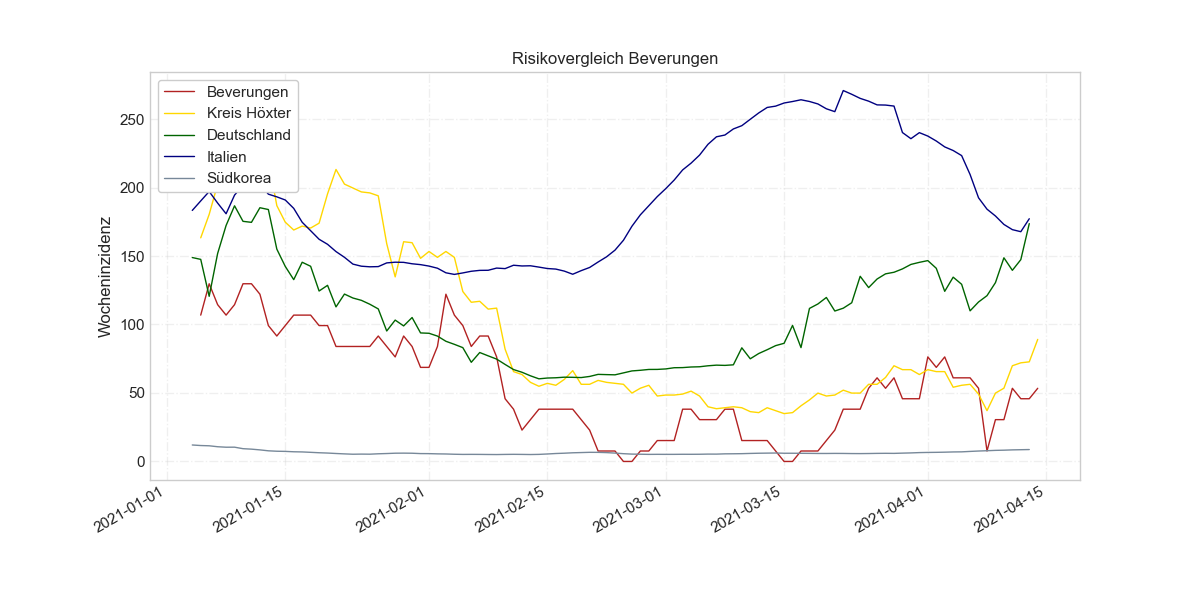 Risikovergleich Beverungen
Beverungen
Kreis Höxter
Deutschland
Italien
Südkorea
Wocheninzidenz
250
200
150
100
50
0
2021-01-01
2021-01-15
2021-02-01
2021-02-15
2021-03-01
2021-03-15
2021-04-01
2021-04-15